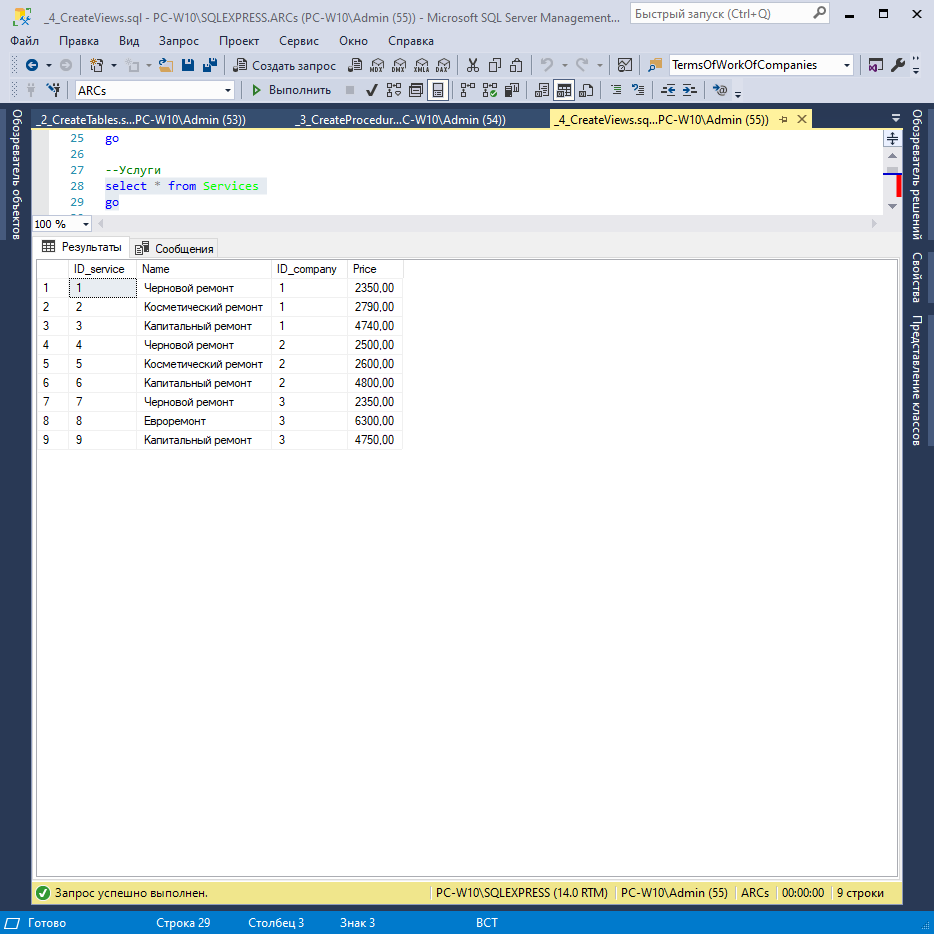 _4_CreateViews.sql - PC-W10\SQLEXPRESS.ARCs (PC-W10\Admin (55)) - Microsoft SQL Server Management...
Быстрый запуск (Ctrl+Q)
Файл Правка Вид Запрос Проект Сервис Окно Справка
Создать запрос MDX DMX XMLA DAX TermsOfWorkOfCompanies
ARCs Выполнить
Обозреватель объектов
_2_CreateTables.s...PC-W10\Admin (53)) _3_CreateProcedur...C-W10\Admin (54)) _4_CreateViews.sq...PC-W10\Admin (55))
25 go
26
27 --Услуги
28 select * from Services
29 go
100 %
Результаты Сообщения
ID_service Name ID_company Price
1 1 Черновой ремонт 1 2350,00
2 2 Косметический ремонт 1 2790,00
3 3 Капитальный ремонт 1 4740,00
4 4 Черновой ремонт 2 2500,00
5 5 Косметический ремонт 2 2600,00
6 6 Капитальный ремонт 2 4800,00
7 7 Черновой ремонт 3 2350,00
8 8 Евроремонт 3 6300,00
9 9 Капитальный ремонт 3 4750,00
Обозреватель решений
Свойства
Представление классов
Запрос успешно выполнен. PC-W10\SQLEXPRESS (14.0 RTM) PC-W10\Admin (55) ARCs 00:00:00 9 строки
Готово Строка 29 Столбец 3 Знак 3 ВСТ